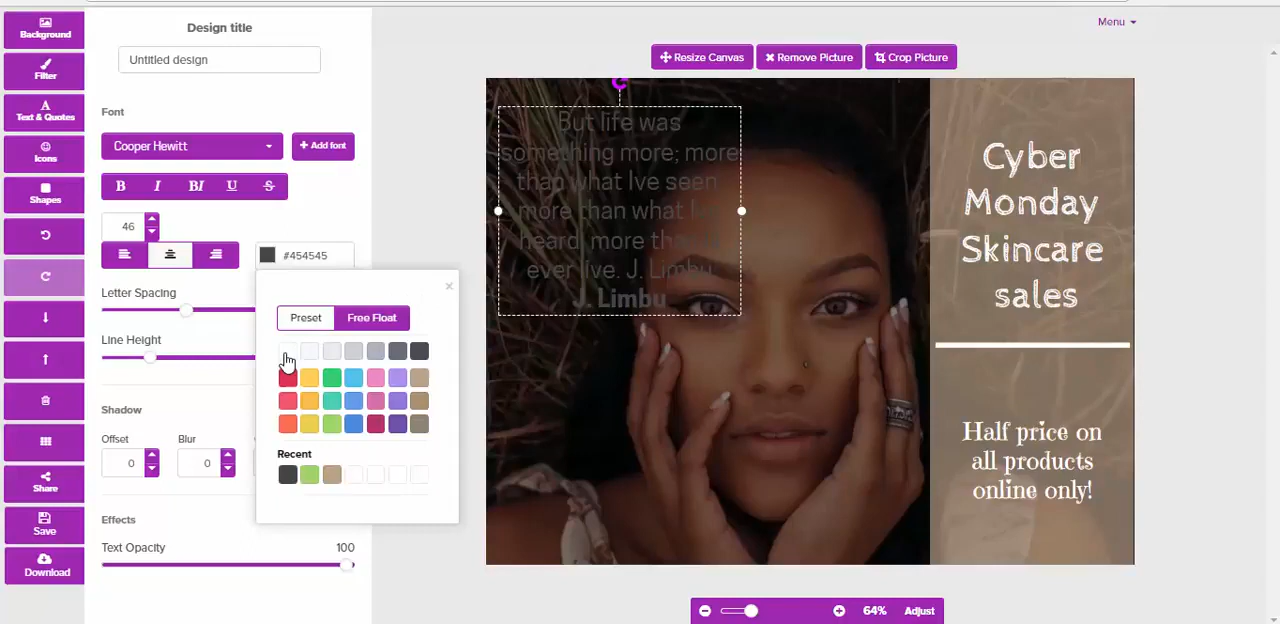 Menu
Background
Filter
Text & Quotes
Icons
Shapes
Share
Save
Download
Design title
Untitled design
Font
Cooper Hewitt
+ Add font
B I BI U S
46
#454545
Letter Spacing
Line Height
Shadow
Offset
Blur
0
0
Effects
Text Opacity
100
Preset
Free Float
Recent
Resize Canvas
Remove Picture
Crop Picture
But life was
something more; more
than what Ive seen
more than what
heard, more than
ever live. J. Limbu
J. Limbu
Cyber
Monday
Skincare
sales
Half price on
all products
online only!
64%
Adjust